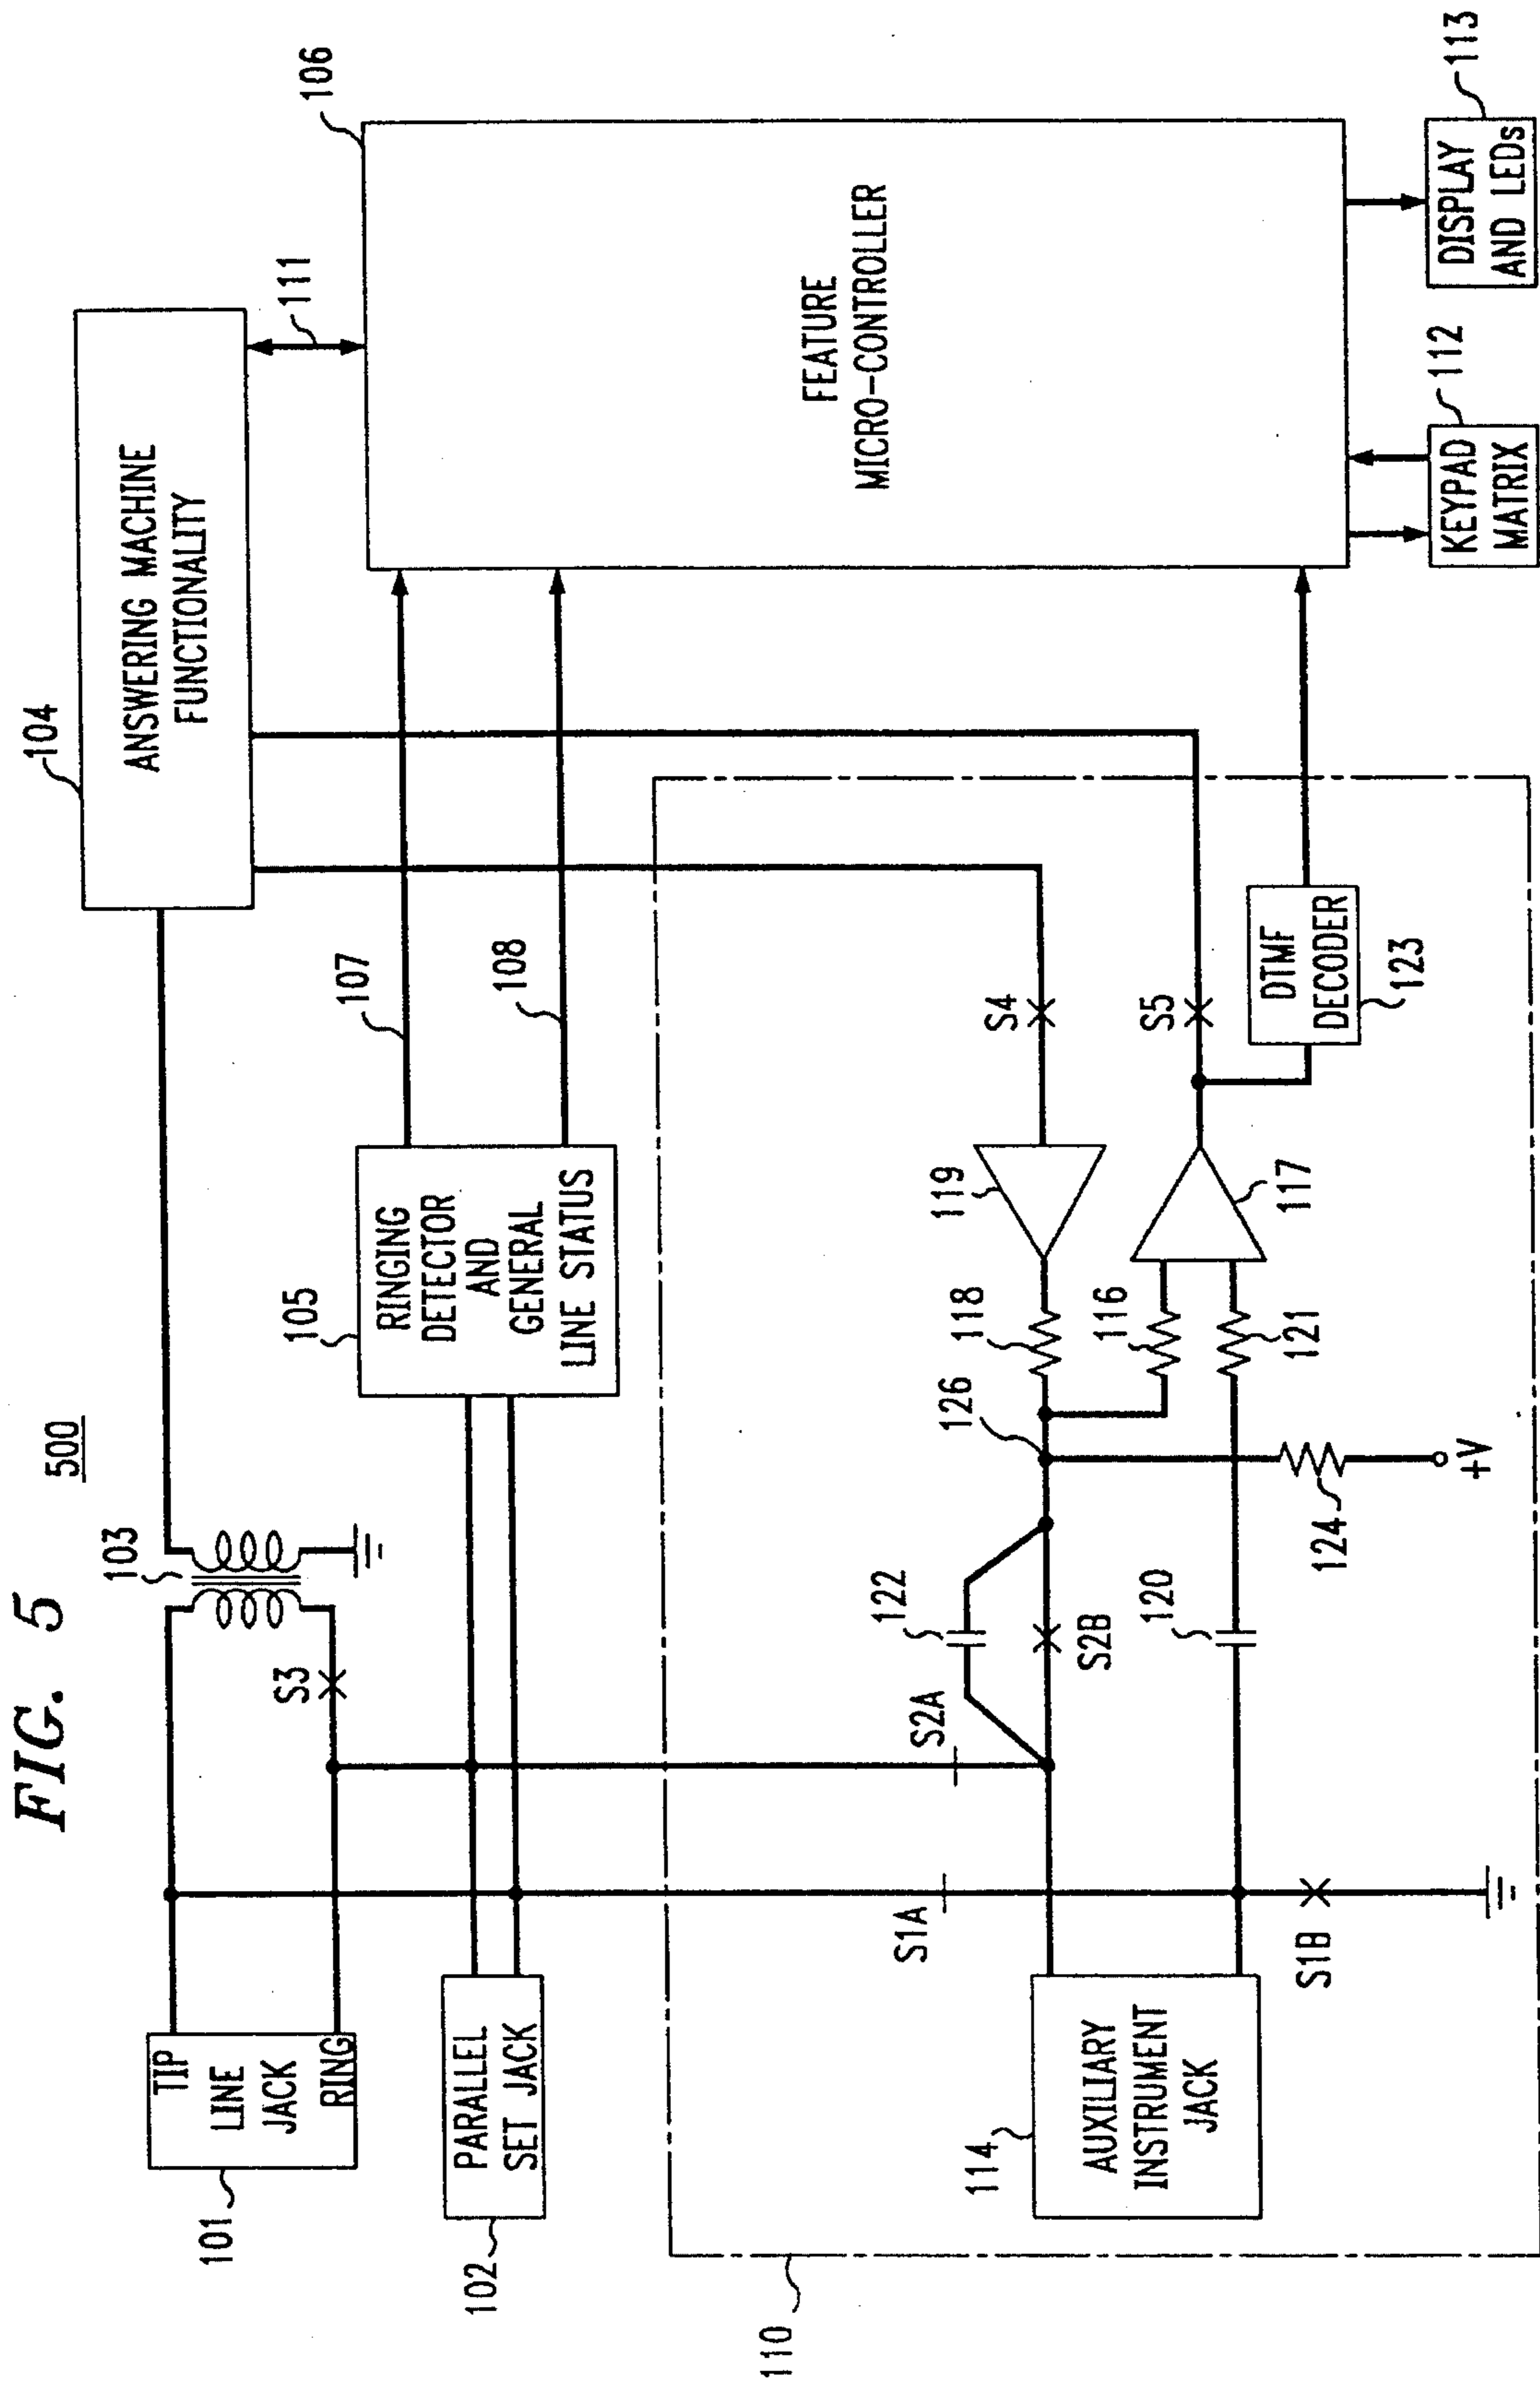 FIG. 5
500
104
ANSWERING MACHINE
FUNCTIONALITY
106
111
103
S3
TIP
LINE
JACK
RING
101
107
108
105
RINGING
DETECTOR
AND
GENERAL
LINE STATUS
PARALLEL
SET JACK
102
FEATURE
MICRO-CONTROLLER
110
S1A
S2A
122
S2B
126
118
119
S4
116
117
S5
121
120
124
+V
DTMF
DECODER
123
114
AUXILIARY
INSTRUMENT
JACK
S1B
KEYPAD
MATRIX
112
DISPLAY
AND LEDs
113